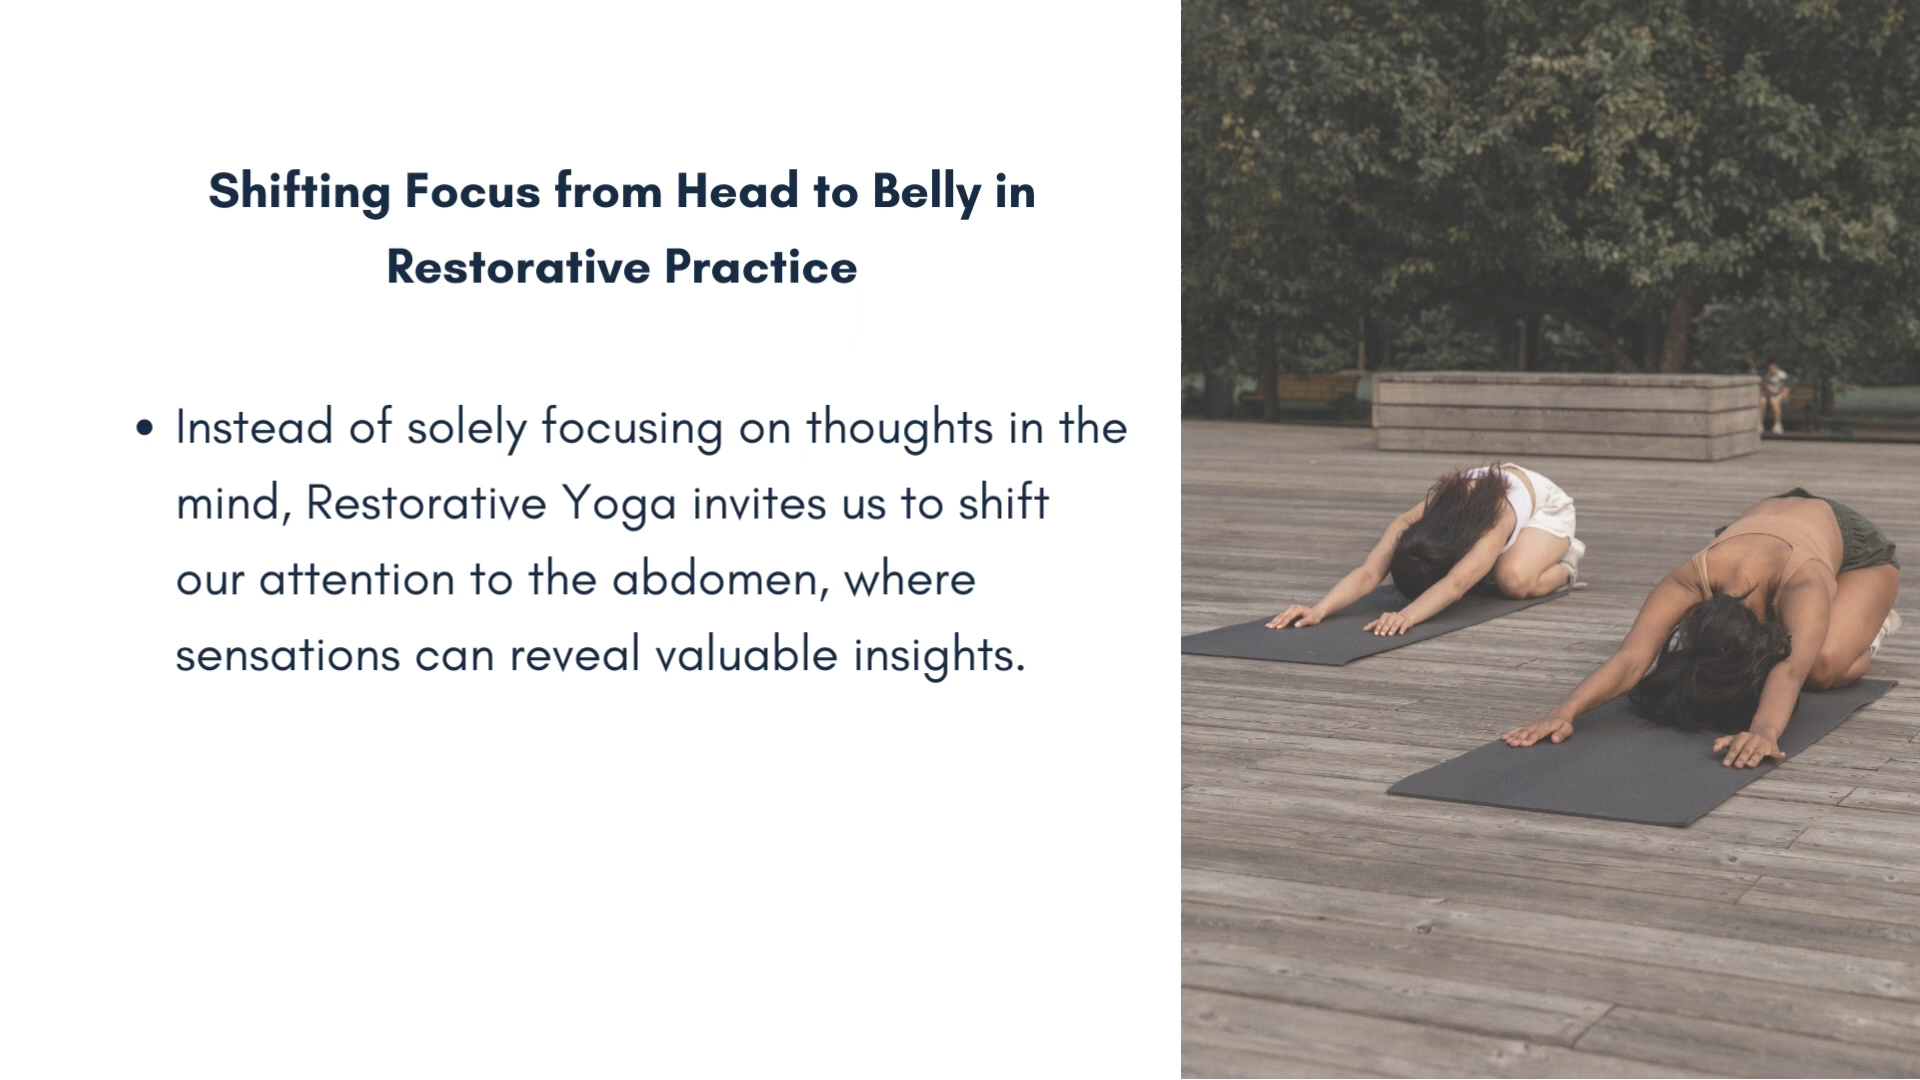 Shifting Focus from Head to Belly in
Restorative Practice
• Instead of solely focusing on thoughts in the
mind, Restorative Yoga invites us to shift
our attention to the abdomen, where
sensations can reveal valuable insights.